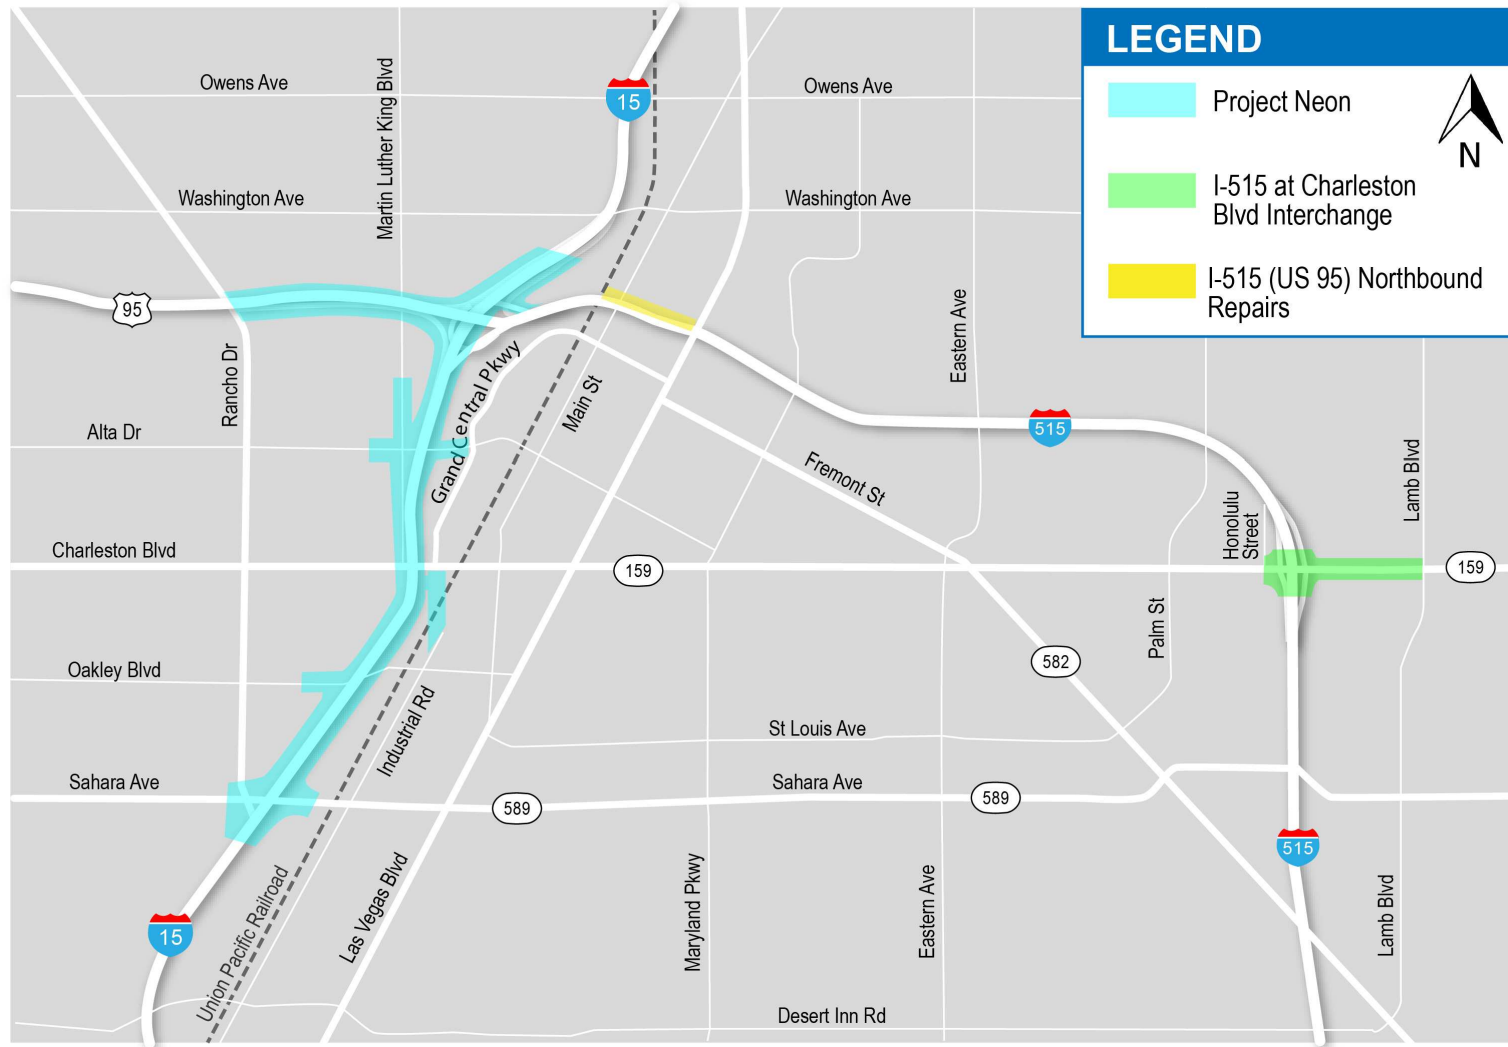 LEGEND
Project Neon
I-515 at Charleston
Blvd Interchange
I-515 (US 95) Northbound
Repairs
N
Owens Ave
Martin Luther King Blvd
15
Owens Ave
Washington Ave
Washington Ave
95
Rancho Dr
Grand Central Pkwy
Main St
Eastern Ave
Alta Dr
515
Fremont St
Honolulu
Street
Lamb Blvd
Charleston Blvd
159
159
Palm St
582
Oakley Blvd
Industrial Rd
St Louis Ave
Sahara Ave
589
Sahara Ave
589
515
Union Pacific Railroad
Las Vegas Blvd
Maryland Pkwy
Eastern Ave
Lamb Blvd
15
Desert Inn Rd